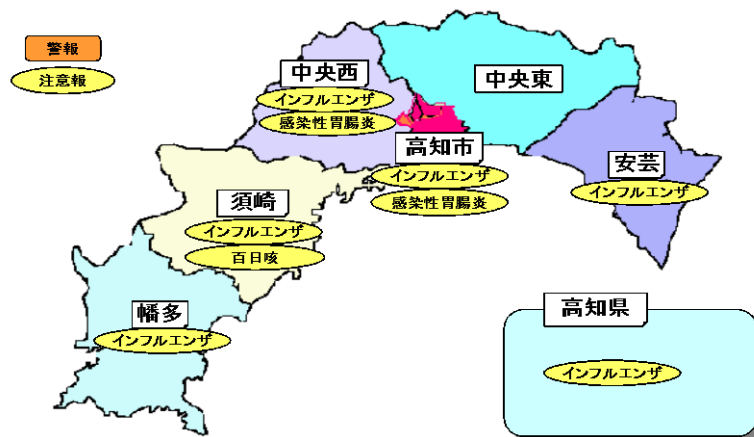 警報
注意報
中央西
インフルエンザ
感染性胃腸炎
中央東
高知市
インフルエンザ
感染性胃腸炎
安芸
インフルエンザ
須崎
インフルエンザ
百日咳
幡多
インフルエンザ
高知県
インフルエンザ